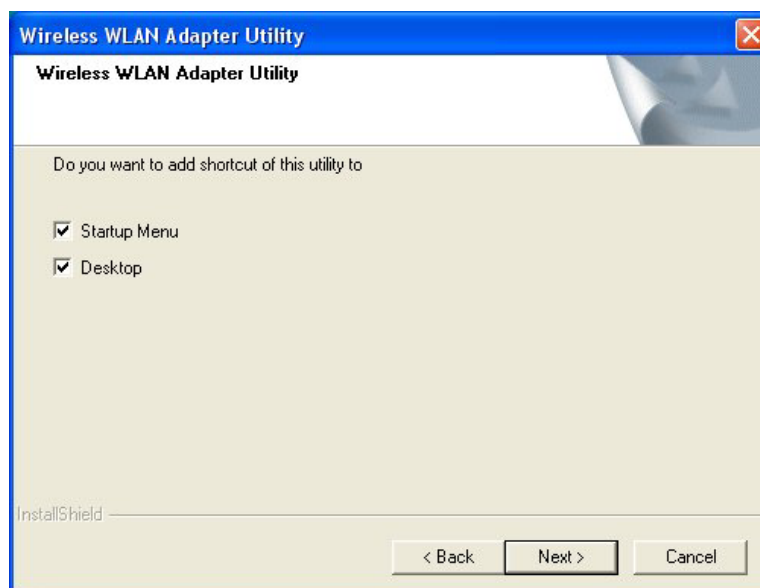 Wireless WLAN Adapter Utility
Wireless WLAN Adapter Utility
Do you want to add shortcut of this utility to
Startup Menu
Desktop
InstallShield
< Back Next > Cancel